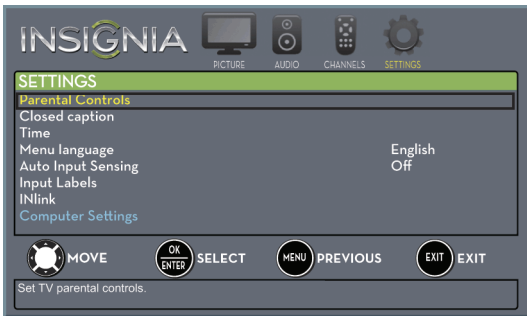 INSIGNIA
PICTURE AUDIO CHANNELS SETTINGS
SETTINGS
Parental Controls
Closed caption
Time
Menu language English
Auto Input Sensing Off
Input Labels
INlink
Computer Settings
MOVE OK ENTER SELECT MENU PREVIOUS EXIT EXIT
Set TV parental controls.